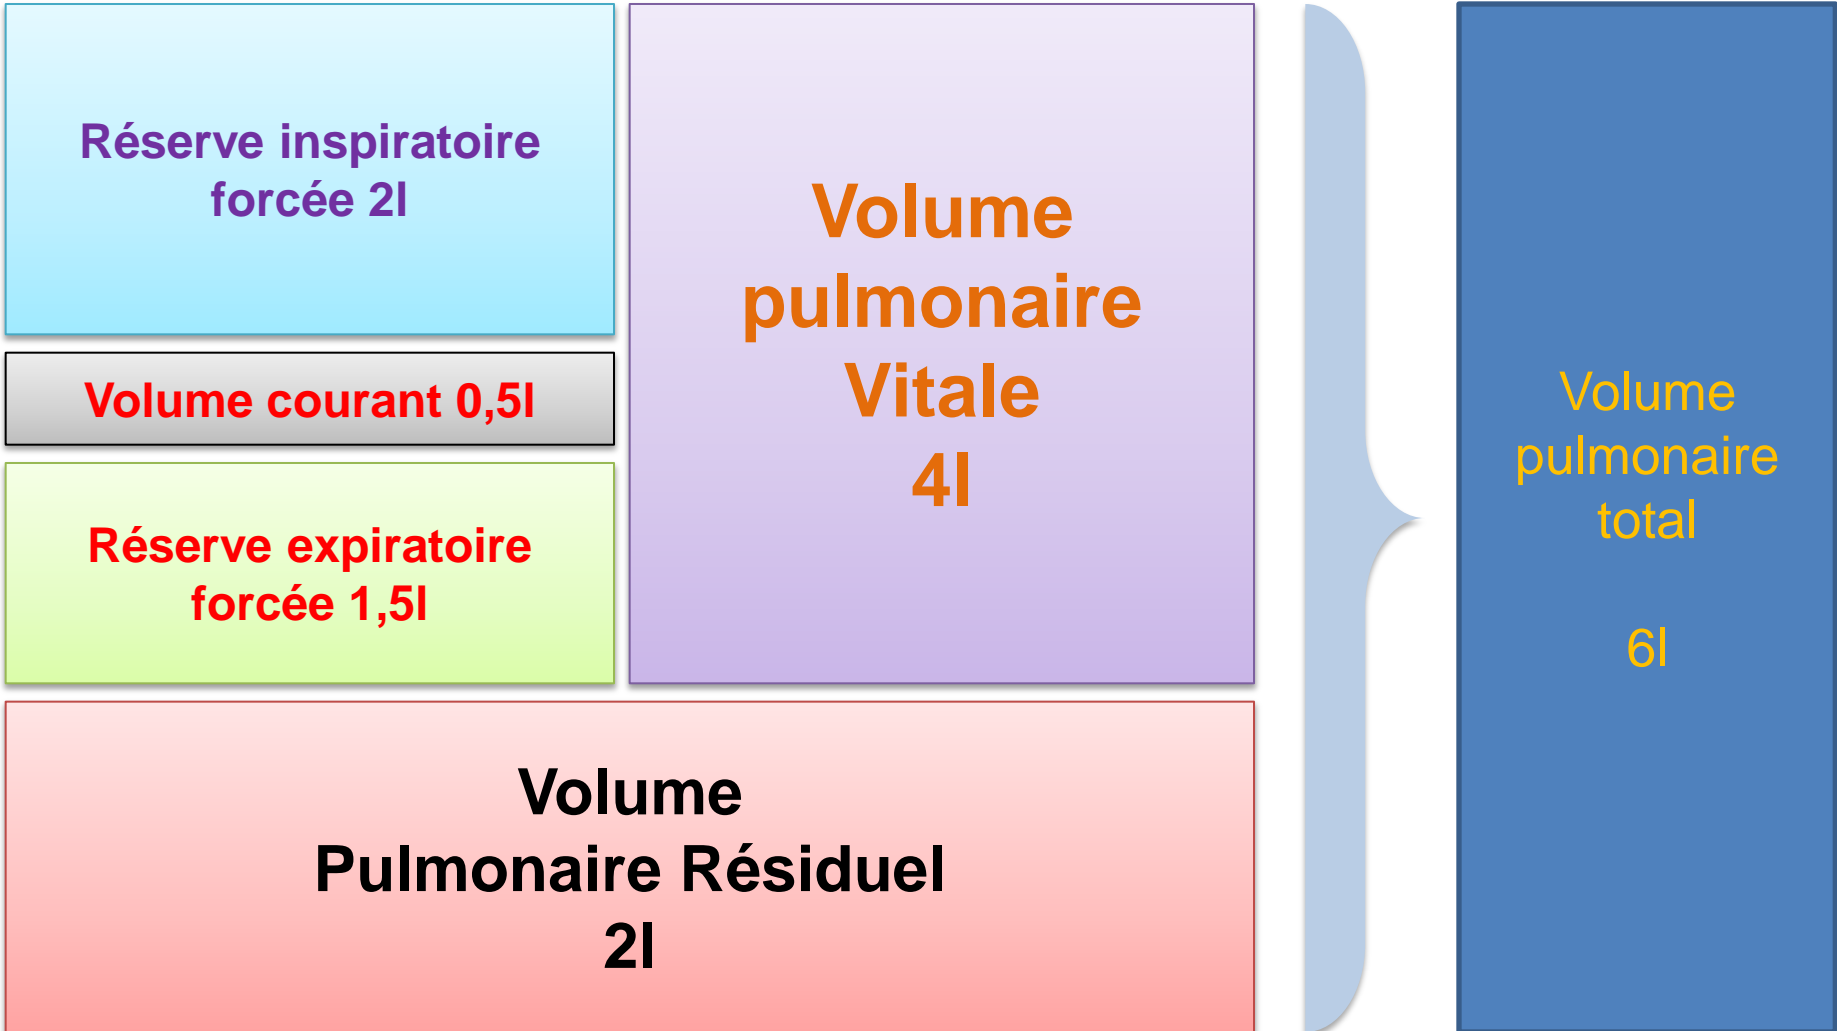 Réserve inspiratoire
forcée 2l
Volume courant 0,5l
Réserve expiratoire
forcée 1,5l
Volume
pulmonaire
Vitale
4l
Volume
Pulmonaire Résiduel
2l
Volume
pulmonaire
total
6l